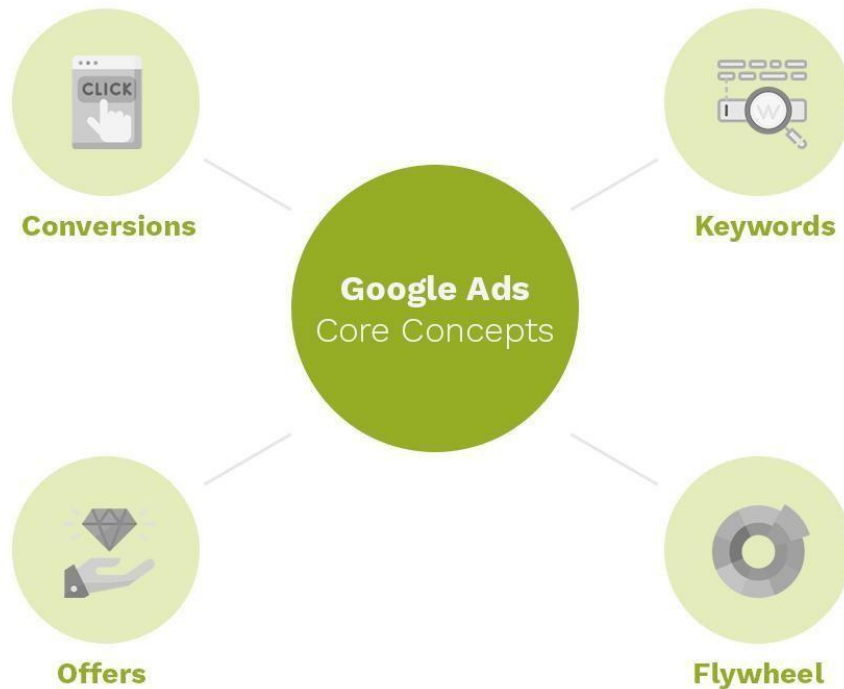 CLICK
W
Conversions
Keywords
Google Ads
Core Concepts
Offers
Flywheel